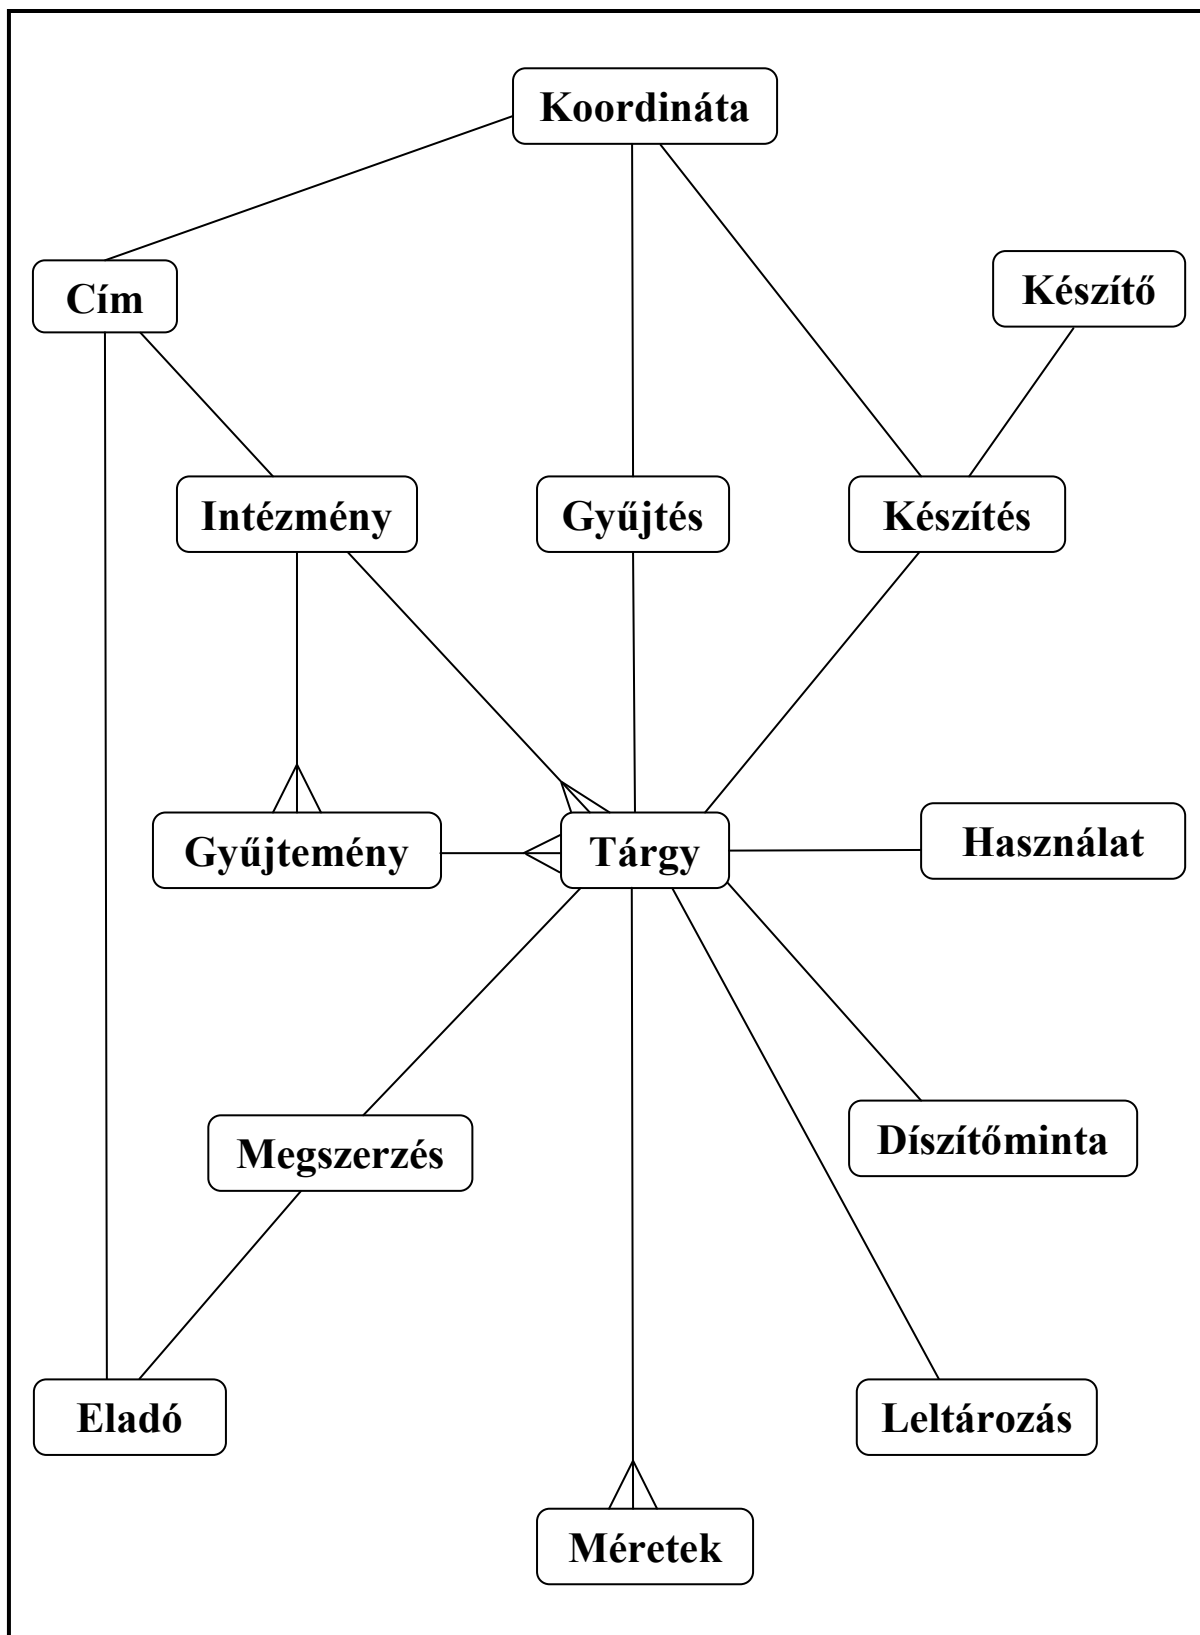 Koordináta
Cím
Készítő
Intézmény
Gyűjtés
Készítés
Gyűjtemény
Tárgy
Használat
Megszerzés
Díszítőminta
Eladó
Leltározás
Méretek